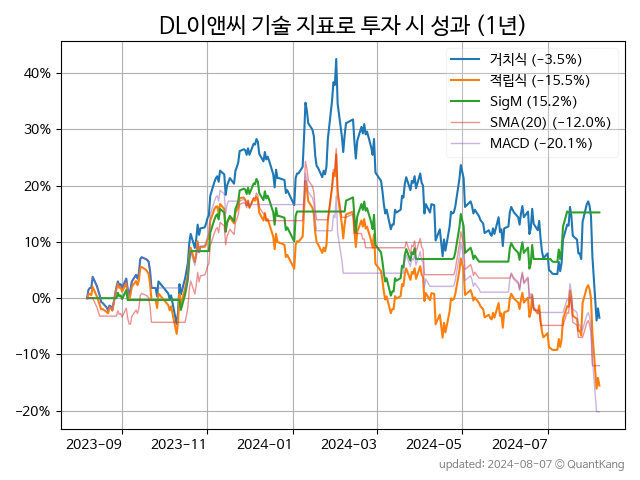 DL이앤씨 기술 지표로 투자 시 성과 (1년)
거치식 (−3.5%)
적립식 (−15.5%)
SigM (15.2%)
SMA(20) (−12.0%)
MACD (−20.1%)
40%
30%
20%
10%
0%
−10%
−20%
2023-09 2023-11 2024-01 2024-03 2024-05 2024-07
updated: 2024-08-07 © QuantKang